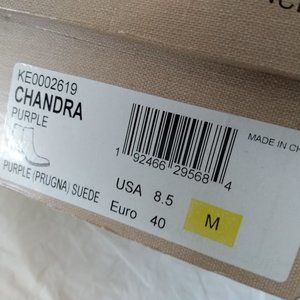 KE0002619
CHANDRA
PURPLE
MADE IN CH
1 92466 29568 4
PURPLE (PRUGNA) SUEDE
USA 8.5
Euro 40
M